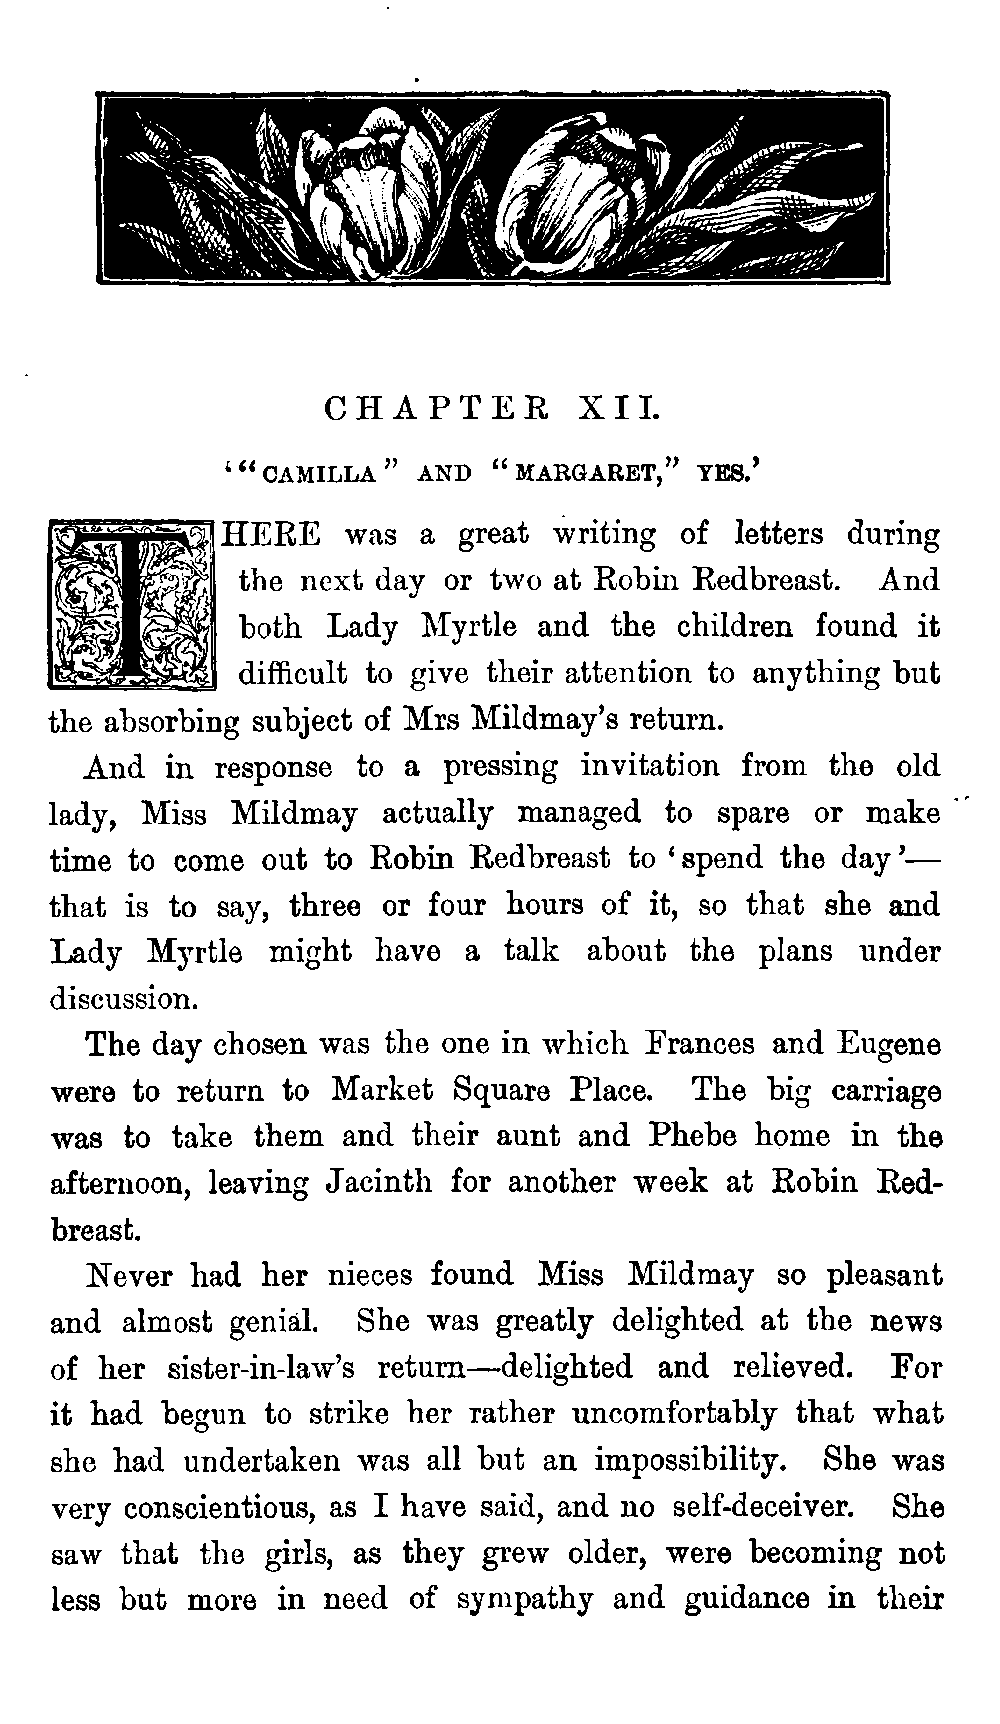 CHAPTER XII.
‘“CAMILLA” AND “MARGARET,” YES.’
THERE was a great writing of letters during
the next day or two at Robin Redbreast. And
both Lady Myrtle and the children found it
difficult to give their attention to anything but
the absorbing subject of Mrs Mildmay’s return.
And in response to a pressing invitation from the old
lady, Miss Mildmay actually managed to spare or make
time to come out to Robin Redbreast to ‘spend the day’—
that is to say, three or four hours of it, so that she and
Lady Myrtle might have a talk about the plans under
discussion.
The day chosen was the one in which Frances and Eugene
were to return to Market Square Place. The big carriage
was to take them and their aunt and Phebe home in the
afternoon, leaving Jacinth for another week at Robin Red-
breast.
Never had her nieces found Miss Mildmay so pleasant
and almost genial. She was greatly delighted at the news
of her sister-in-law’s return—delighted and relieved. For
it had begun to strike her rather uncomfortably that what
she had undertaken was all but an impossibility. She was
very conscientious, as I have said, and no self-deceiver. She
saw that the girls, as they grew older, were becoming not
less but more in need of sympathy and guidance in their